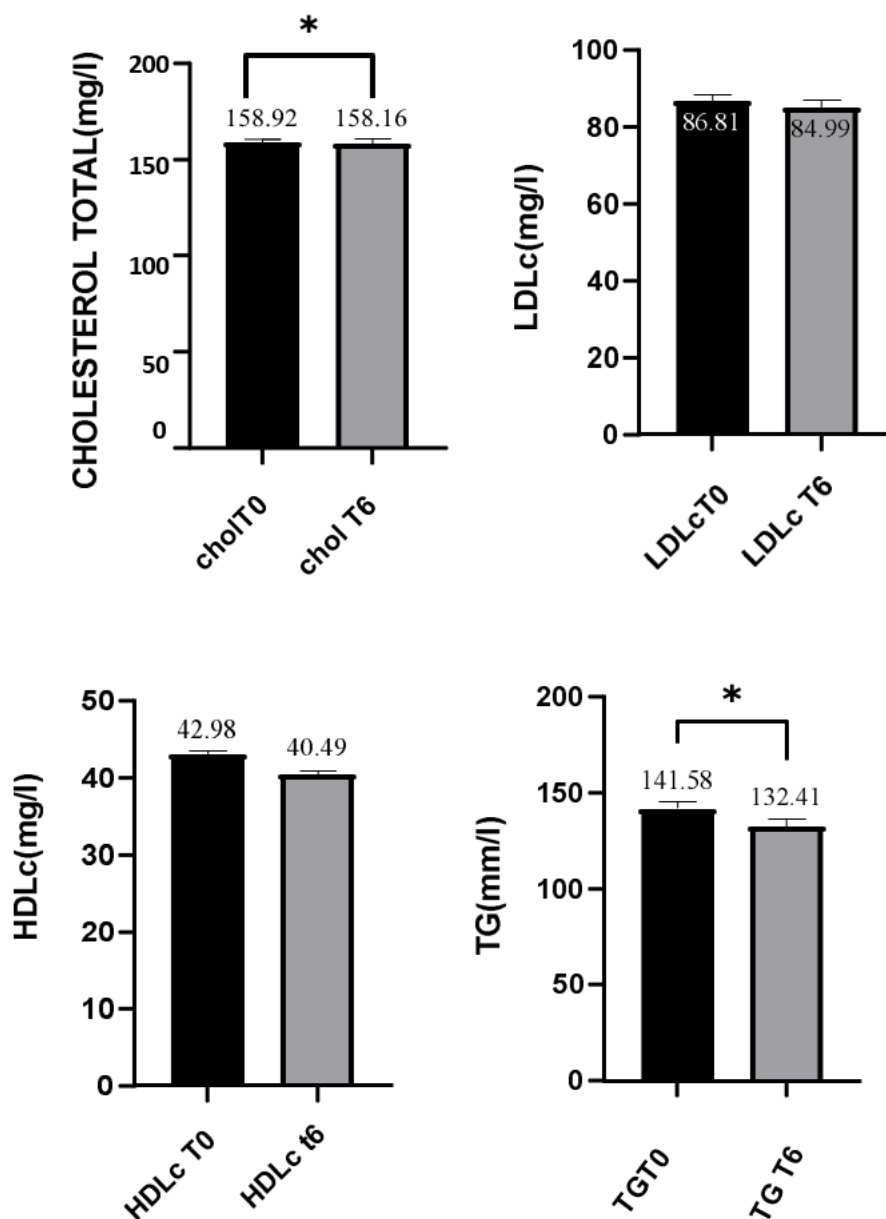 *
CHOLESTEROL TOTAL(mg/l)
200
150
100
50
0
158.92
158.16
cholT0
chol T6
LDLc(mg/l)
100
80
60
40
20
0
86.81
84.99
LDLcT0
LDLc T6
HDLc(mg/l)
50
40
30
20
10
0
42.98
40.49
HDLc T0
HDLc t6
*
TG(mm/l)
200
150
100
50
0
141.58
132.41
TGT0
TG T6